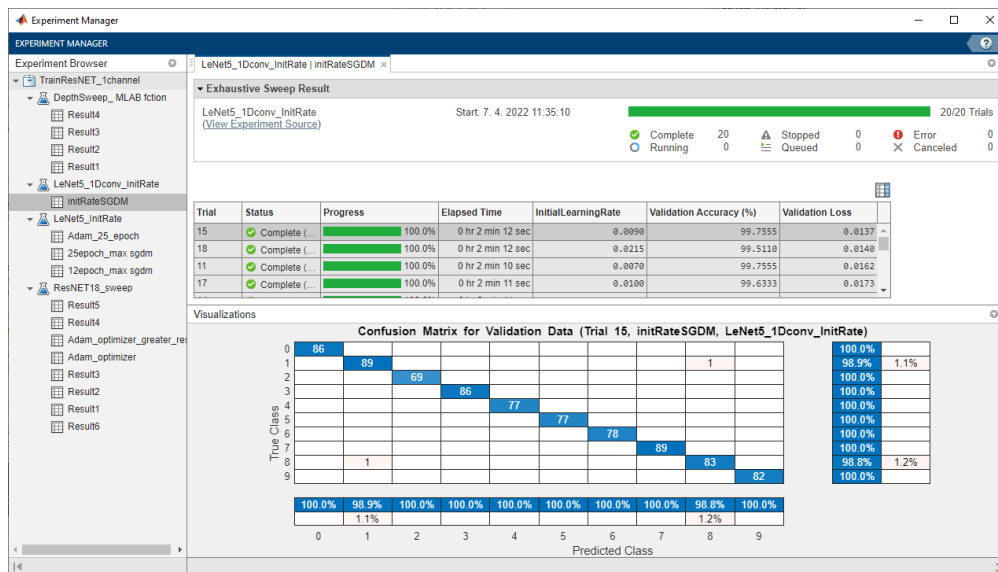 Experiment Manager
EXPERIMENT MANAGER
?
Experiment Browser
TrainResNET_1channel
DepthSweep_ MLAB fction
Result4
Result3
Result2
Result1
LeNet5_1Dconv_InitRate
initRateSGDM
LeNet5_InitRate
Adam_25_epoch
25epoch_max sgdm
12epoch_max sgdm
ResNET18_sweep
Result5
Result4
Adam_optimizer_greater_res
Adam_optimizer
Result3
Result2
Result1
Result6
LeNet5_1Dconv_InitRate | initRateSGDM ×
Exhaustive Sweep Result
LeNet5_1Dconv_InitRate Start: 7. 4. 2022 11:35:10 20/20 Trials
(View Experiment Source)
Complete 20 Stopped 0 Error 0
Running 0 Queued 0 Canceled 0
Trial Status Progress Elapsed Time InitialLearningRate Validation Accuracy (%) Validation Loss
15 Complete (... 100.0% 0 hr 2 min 12 sec 0.0090 99.7555 0.0137
18 Complete (... 100.0% 0 hr 2 min 12 sec 0.0215 99.5110 0.0140
11 Complete (... 100.0% 0 hr 2 min 10 sec 0.0070 99.7555 0.0162
17 Complete (... 100.0% 0 hr 2 min 11 sec 0.0100 99.6333 0.0173
Visualizations
Confusion Matrix for Validation Data (Trial 15, initRateSGDM, LeNet5_1Dconv_InitRate)
True Class
0 86 100.0%
1 89 1 98.9% 1.1%
2 69 100.0%
3 86 100.0%
4 77 100.0%
5 77 100.0%
6 78 100.0%
7 89 100.0%
8 1 83 98.8% 1.2%
9 82 100.0%
100.0% 98.9% 100.0% 100.0% 100.0% 100.0% 100.0% 100.0% 98.8% 100.0%
1.1% 1.2%
0 1 2 3 4 5 6 7 8 9
Predicted Class